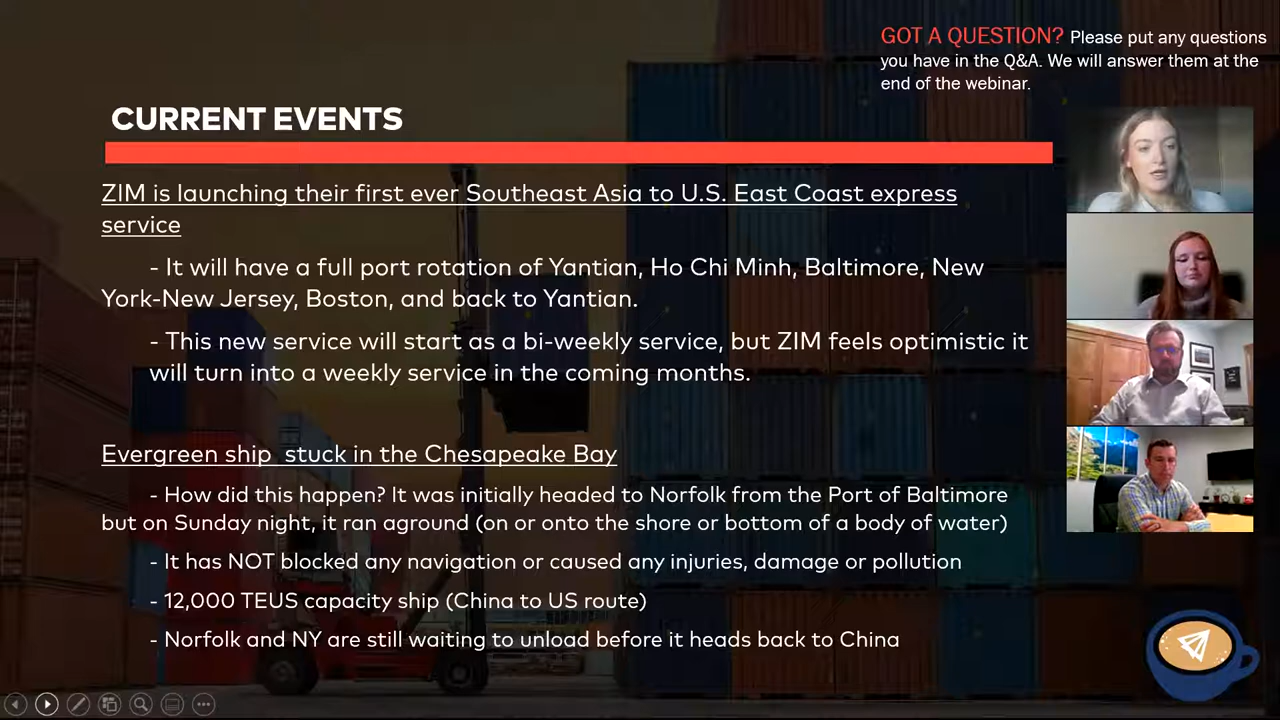 GOT A QUESTION? Please put any questions
you have in the Q&A. We will answer them at the
end of the webinar.
CURRENT EVENTS
ZIM is launching their first ever Southeast Asia to U.S. East Coast express
service
- It will have a full port rotation of Yantian, Ho Chi Minh, Baltimore, New
York-New Jersey, Boston, and back to Yantian.
- This new service will start as a bi-weekly service, but ZIM feels optimistic it
will turn into a weekly service in the coming months.
Evergreen ship  stuck in the Chesapeake Bay
- How did this happen? It was initially headed to Norfolk from the Port of Baltimore
but on Sunday night, it ran aground (on or onto the shore or bottom of a body of water)
- It has NOT blocked any navigation or caused any injuries, damage or pollution
- 12,000 TEUS capacity ship (China to US route)
- Norfolk and NY are still waiting to unload before it heads back to China